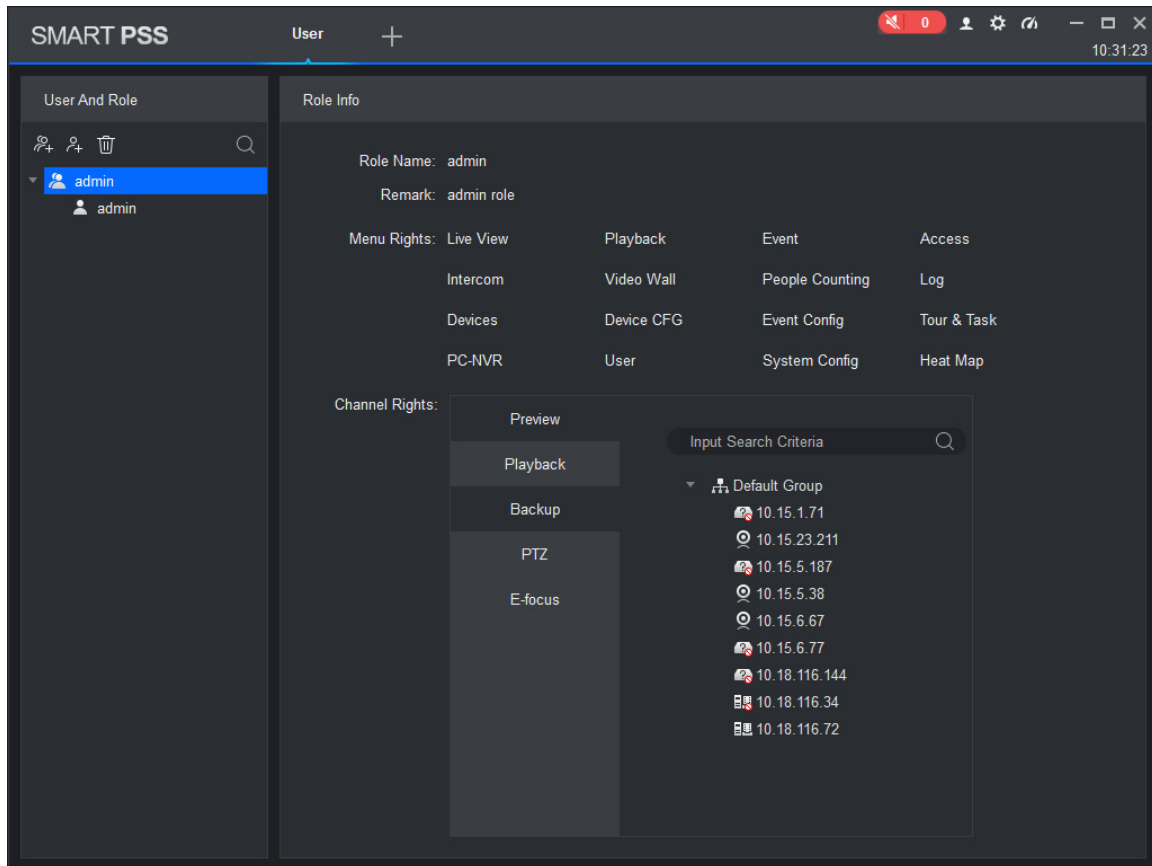 SMART PSS User 0
10:31:23
User And Role
Role Info
admin
admin
Role Name: admin
Remark: admin role
Menu Rights: Live View Playback Event Access
Intercom Video Wall People Counting Log
Devices Device CFG Event Config Tour & Task
PC-NVR User System Config Heat Map
Channel Rights:
Preview
Playback
Backup
PTZ
E-focus
Input Search Criteria
Default Group
10.15.1.71
10.15.23.211
10.15.5.187
10.15.5.38
10.15.6.67
10.15.6.77
10.18.116.144
10.18.116.34
10.18.116.72